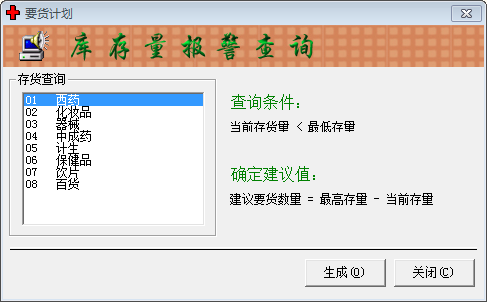 要货计划
库存量报警查询
存货查询
01 西药
02 化妆品
03 器械
04 中成药
05 计生
06 保健品
07 饮片
08 百货
查询条件：
当前存货量 < 最低存量
确定建议值：
建议要货数量 = 最高存量 - 当前存量
生成(O) 关闭(C)